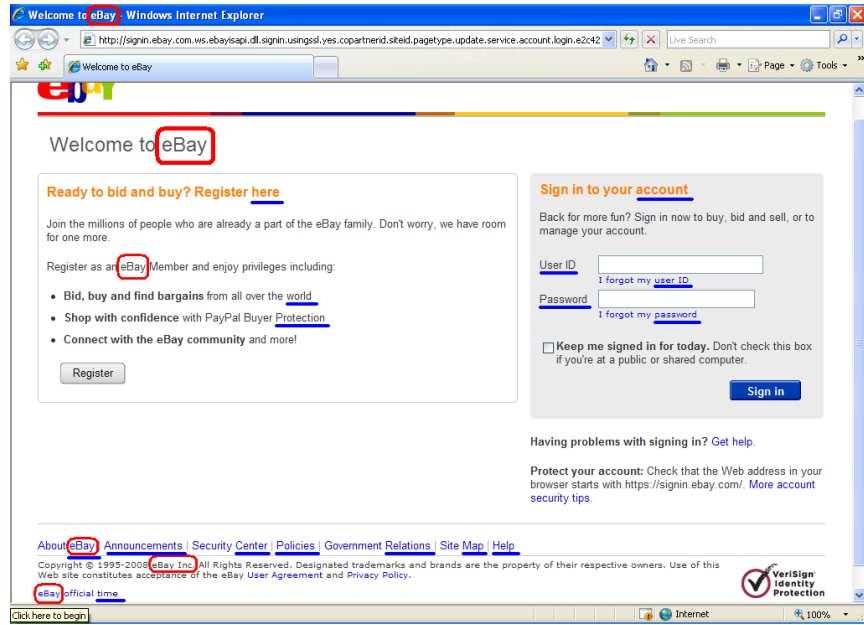 Welcome to eBay - Windows Internet Explorer
http://signin.ebay.com.ws.ebayisapi.dll.signin.usingssl.yes.copartnerid.siteid.pagetype.update.service.account.login.e2c42
Live Search
Welcome to eBay
Page
Tools
ebay
Welcome to eBay
Ready to bid and buy? Register here
Join the millions of people who are already a part of the eBay family. Don't worry, we have room
for one more.
Register as an eBay Member and enjoy privileges including:
• Bid, buy and find bargains from all over the world
• Shop with confidence with PayPal Buyer Protection
• Connect with the eBay community and more!
Register
Sign in to your account
Back for more fun? Sign in now to buy, bid and sell, or to
manage your account.
User ID
I forgot my user ID
Password
I forgot my password
Keep me signed in for today. Don't check this box
if you're at a public or shared computer.
Sign in
Having problems with signing in? Get help.
Protect your account: Check that the Web address in your
browser starts with https://signin.ebay.com/. More account
security tips.
About eBay | Announcements | Security Center | Policies | Government Relations | Site Map | Help
Copyright © 1995-2008 eBay Inc. All Rights Reserved. Designated trademarks and brands are the property of their respective owners. Use of this
Web site constitutes acceptance of the eBay User Agreement and Privacy Policy.
eBay official time
VeriSign
Identity
Protection
Click here to begin
Internet
100%